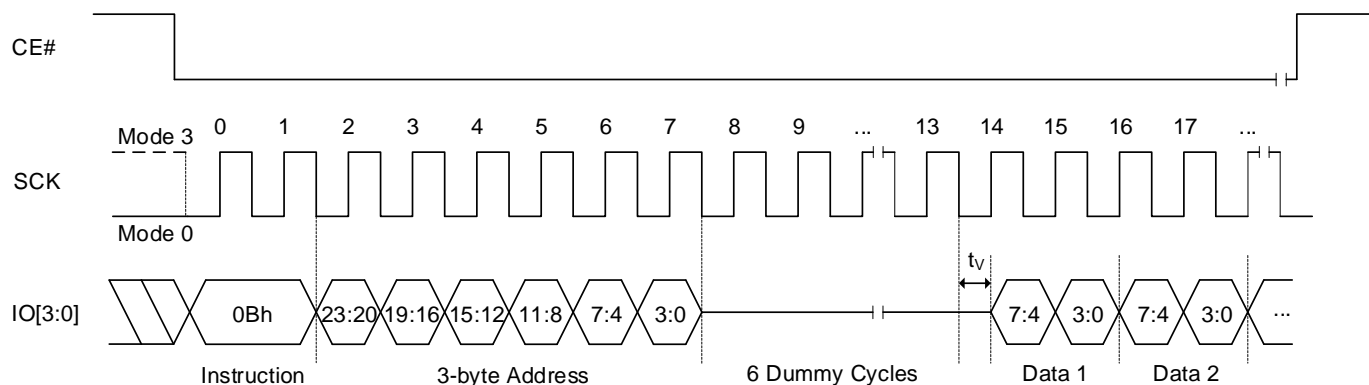 CE#
Mode 3
0 1 2 3 4 5 6 7 8 9 ... 13 14 15 16 17 ...
SCK
Mode 0
tV
IO[3:0]
0Bh 23:20 19:16 15:12 11:8 7:4 3:0 7:4 3:0 7:4 3:0 ...
Instruction 3-byte Address 6 Dummy Cycles Data 1 Data 2